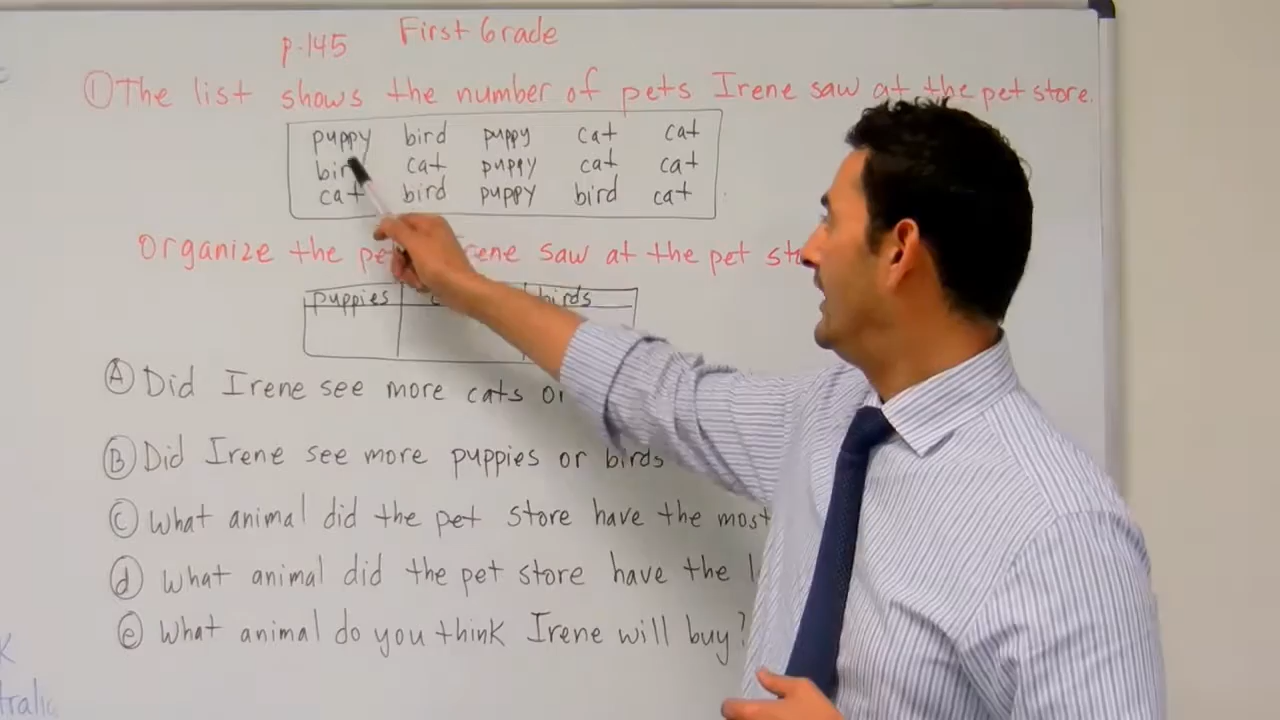 p.145 First Grade
① The list shows the number of pets Irene saw at the pet store.
puppy bird puppy cat cat
cat puppy cat cat
cat bird puppy bird cat
Organize the saw at the pet
puppies birds
Ⓐ Did Irene see more cats or
Ⓑ Did Irene see more puppies or birds
Ⓒ What animal did the pet store have the most
ⓓ What animal did the pet store have the
ⓔ What animal do you think Irene will buy?